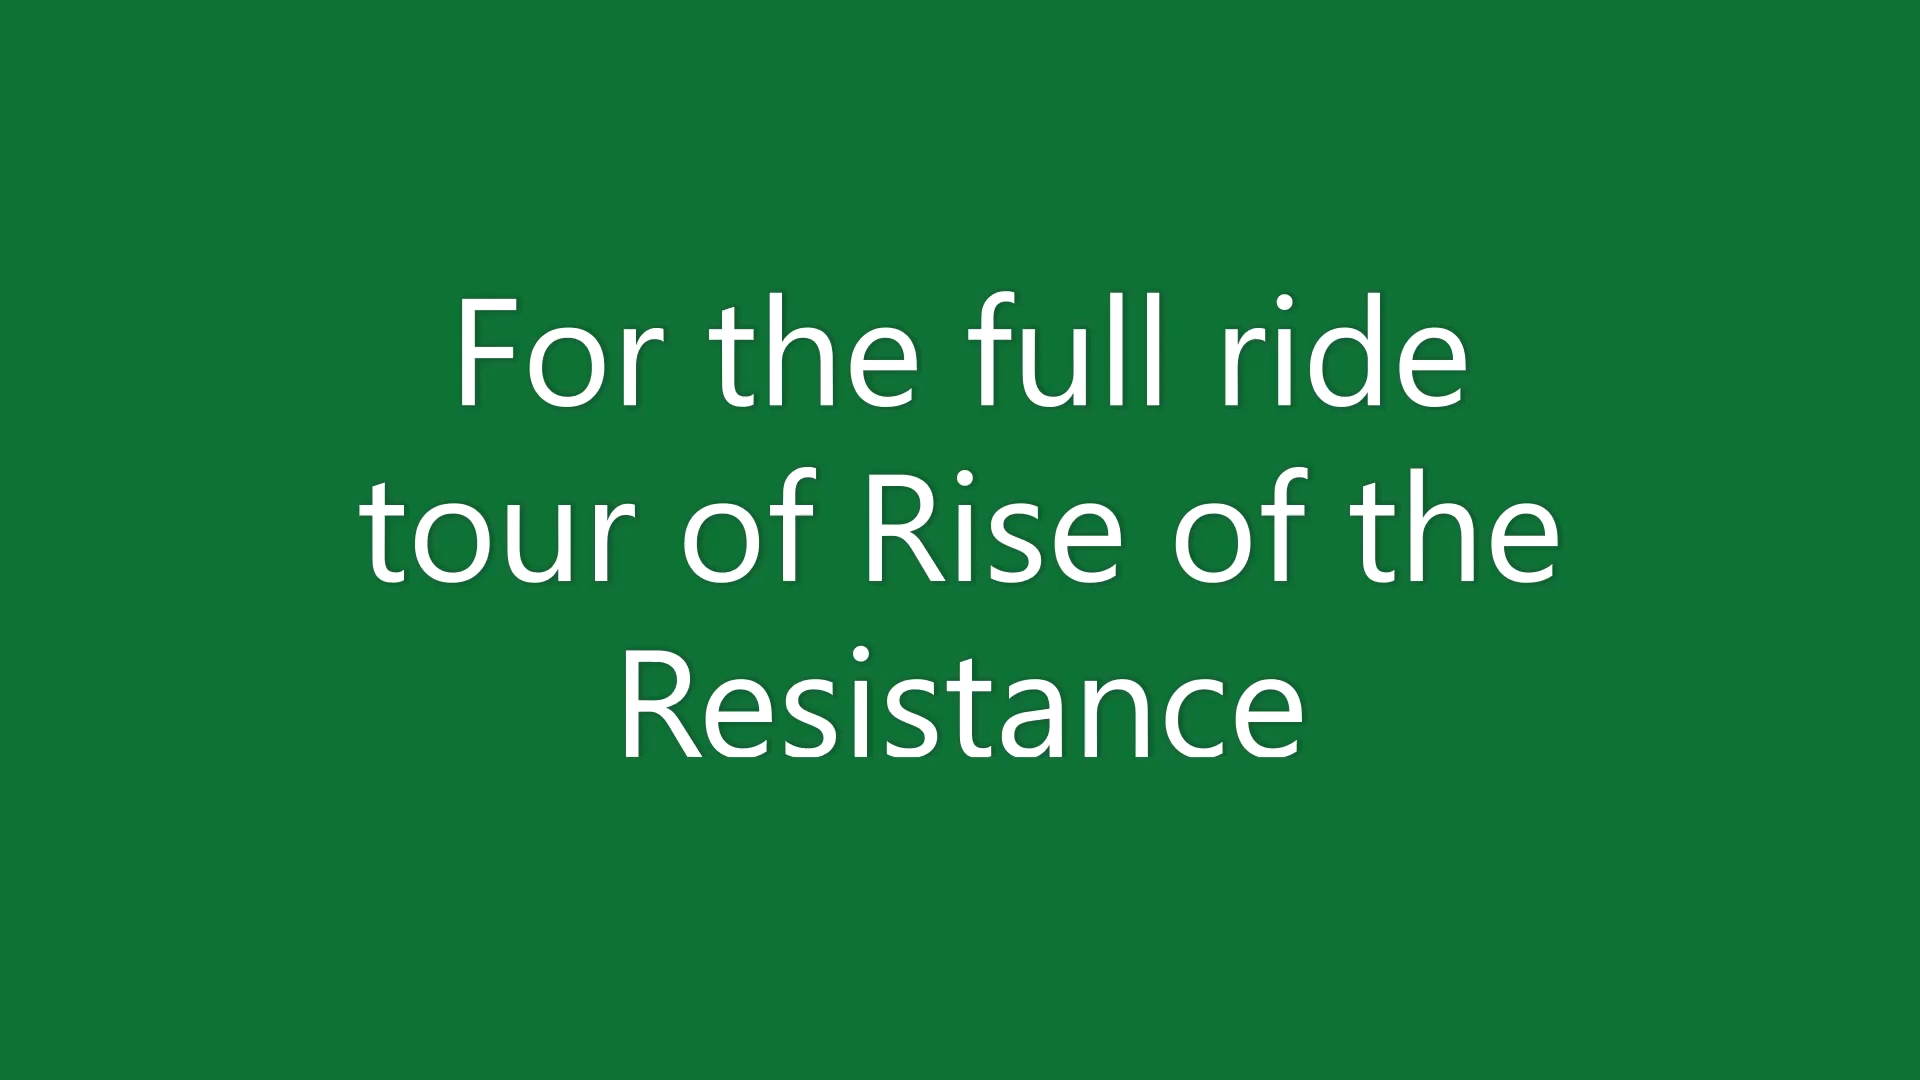 For the full ride
tour of Rise of the
Resistance